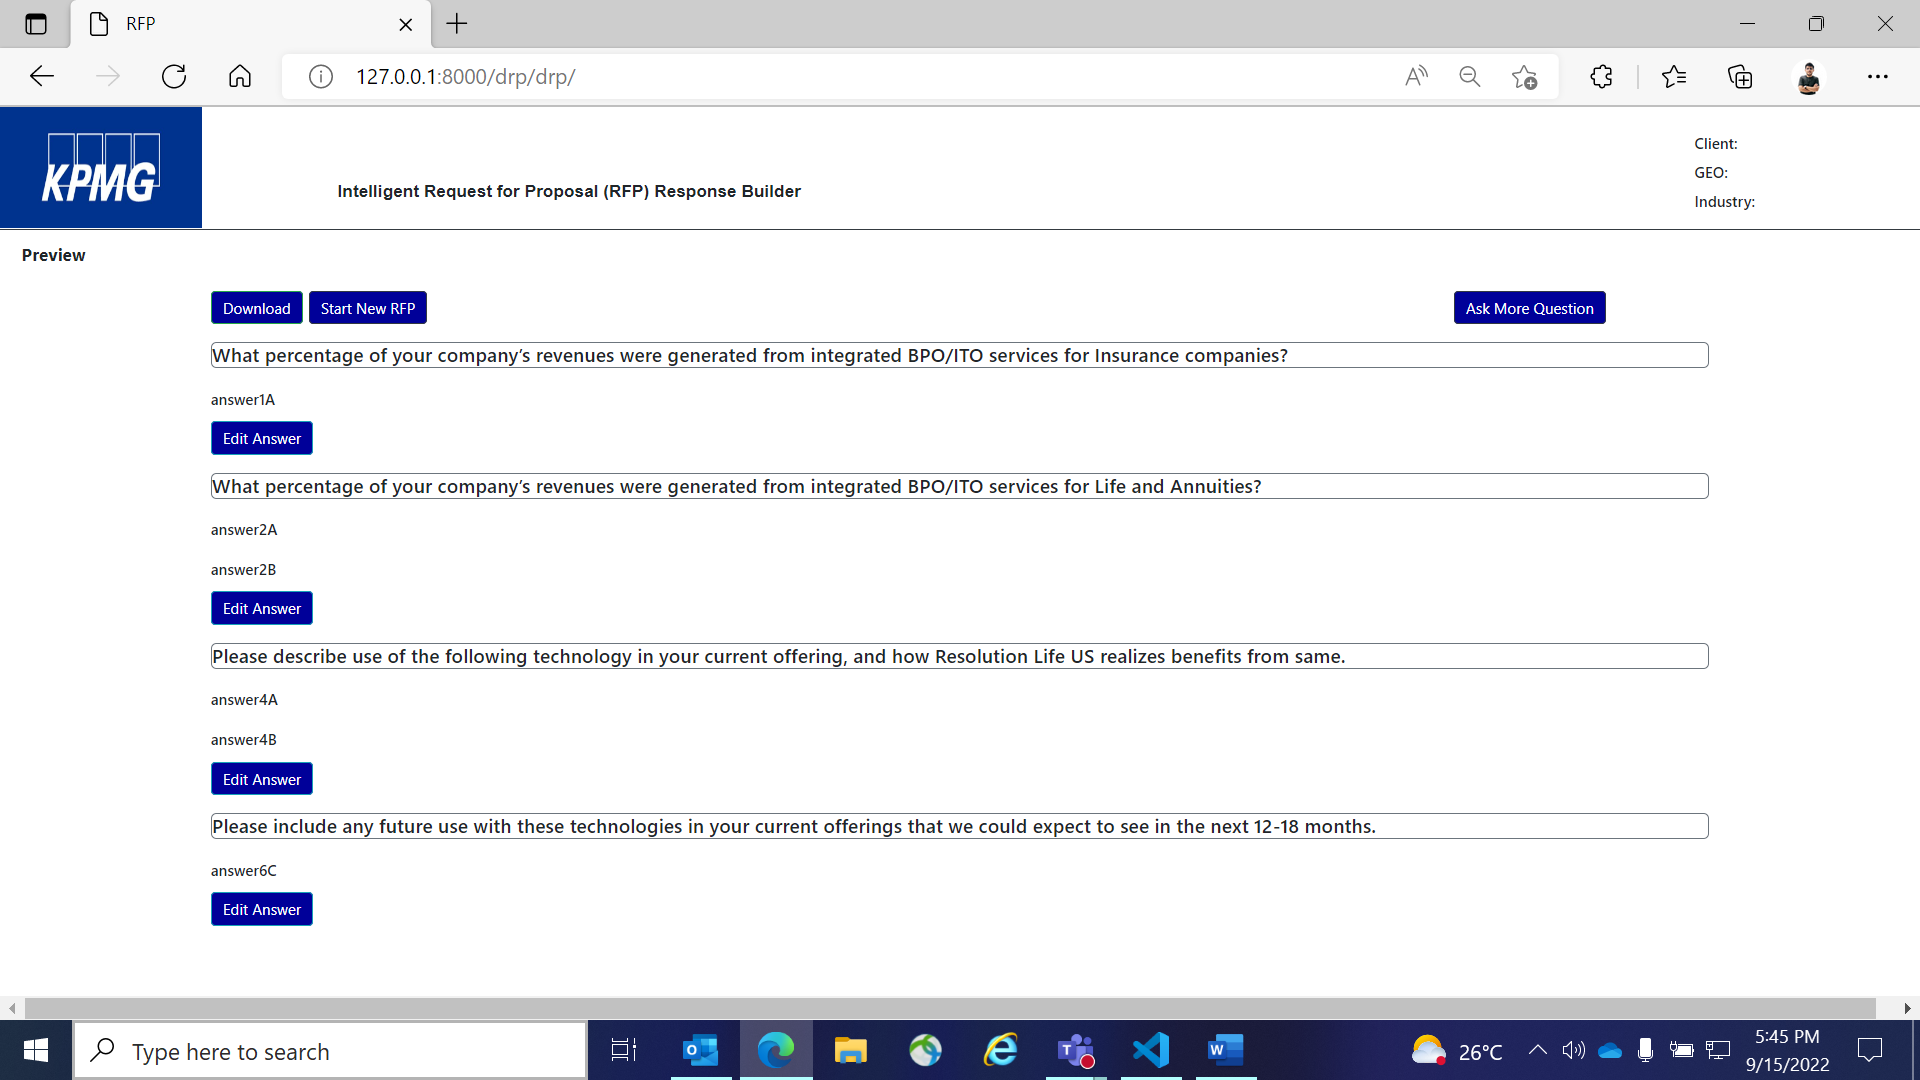 RFP
127.0.0.1:8000/drp/drp/
KPMG
Intelligent Request for Proposal (RFP) Response Builder
Client:
GEO:
Industry:
Preview
Download
Start New RFP
Ask More Question
What percentage of your company’s revenues were generated from integrated BPO/ITO services for Insurance companies?
answer1A
Edit Answer
What percentage of your company’s revenues were generated from integrated BPO/ITO services for Life and Annuities?
answer2A
answer2B
Edit Answer
Please describe use of the following technology in your current offering, and how Resolution Life US realizes benefits from same.
answer4A
answer4B
Edit Answer
Please include any future use with these technologies in your current offerings that we could expect to see in the next 12-18 months.
answer6C
Edit Answer
Type here to search
26°C
5:45 PM
9/15/2022